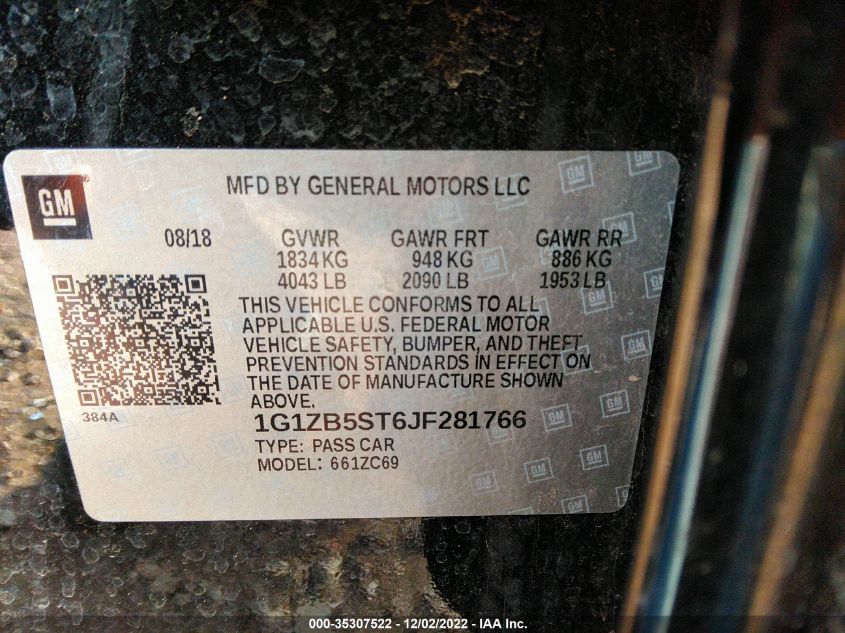 MFD BY GENERAL MOTORS LLC
GM
08/18 GVWR GAWR FRT GAWR RR
1834 KG 948 KG 886 KG
4043 LB 2090 LB 1953 LB
THIS VEHICLE CONFORMS TO ALL
APPLICABLE U.S. FEDERAL MOTOR
VEHICLE SAFETY, BUMPER, AND THEFT
PREVENTION STANDARDS IN EFFECT ON
THE DATE OF MANUFACTURE SHOWN
ABOVE.
384A
1G1ZB5ST6JF281766
TYPE: PASS CAR
MODEL: 661ZC69
000-35307522 - 12/02/2022 - IAA Inc.